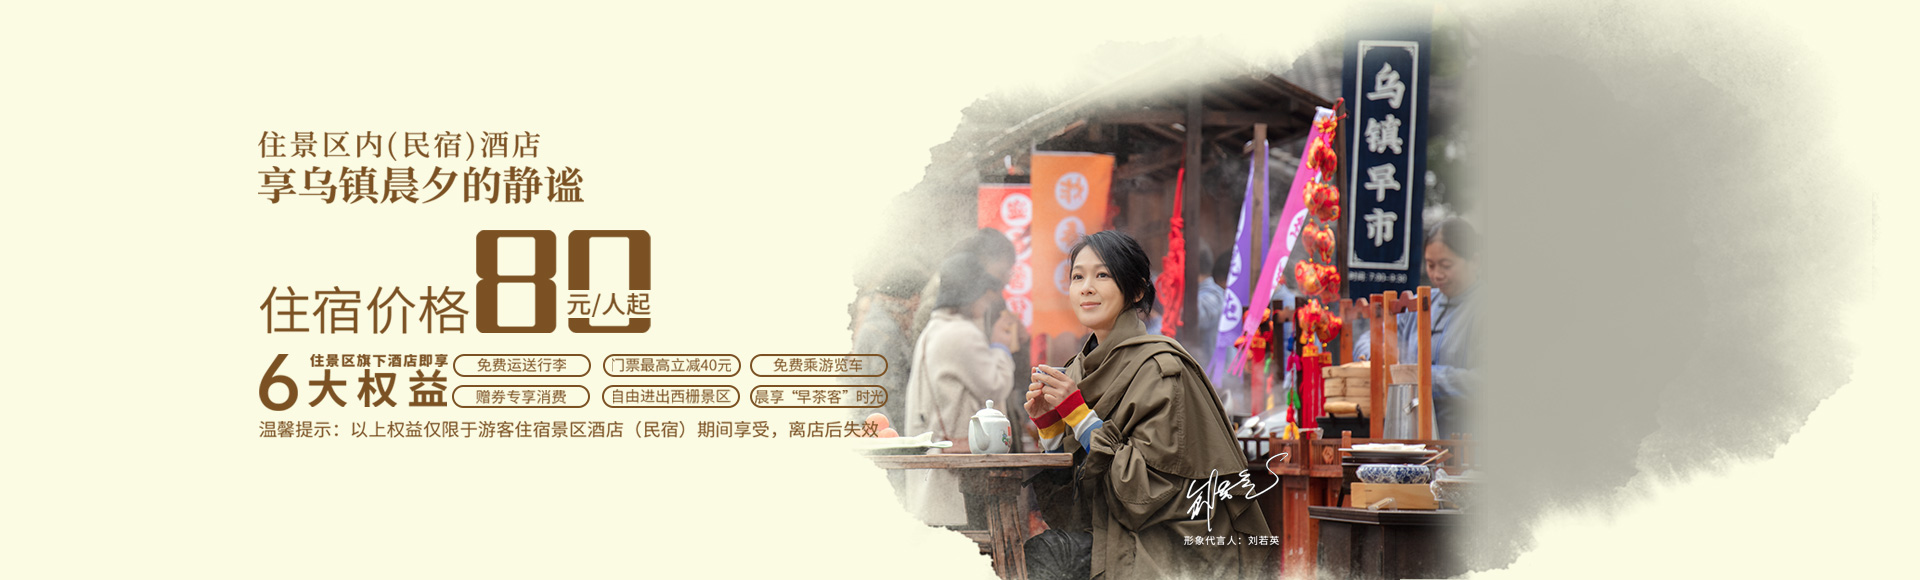 住景区内(民宿)酒店
享乌镇晨夕的静谧
住宿价格80元/人起
住景区旗下酒店即享
6大权益
免费运送行李
门票最高立减40元
免费乘游览车
赠券专享消费
自由进出西栅景区
晨享“早茶客”时光
温馨提示：以上权益仅限于游客住宿景区酒店（民宿）期间享受，离店后失效
乌镇早市
形象代言人：刘若英